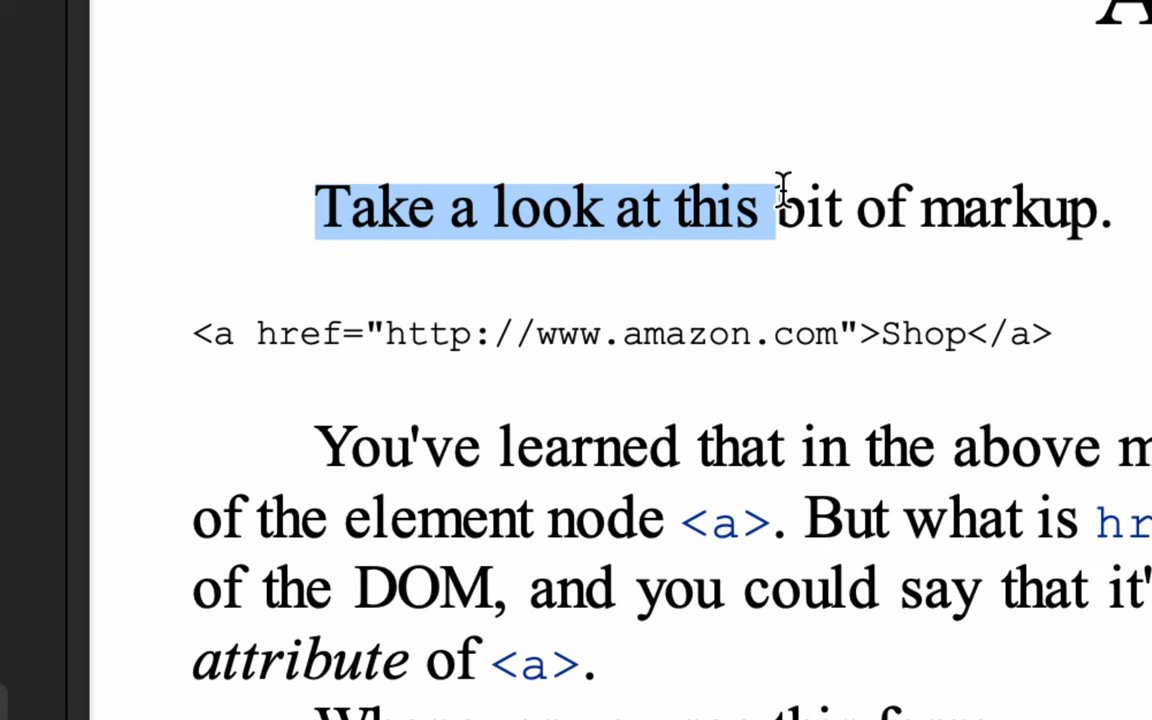 Take a look at this bit of markup.
<a href="http://www.amazon.com">Shop</a>
You've learned that in the above
of the element node <a>. But what is
of the DOM, and you could say that it'
attribute of <a>.